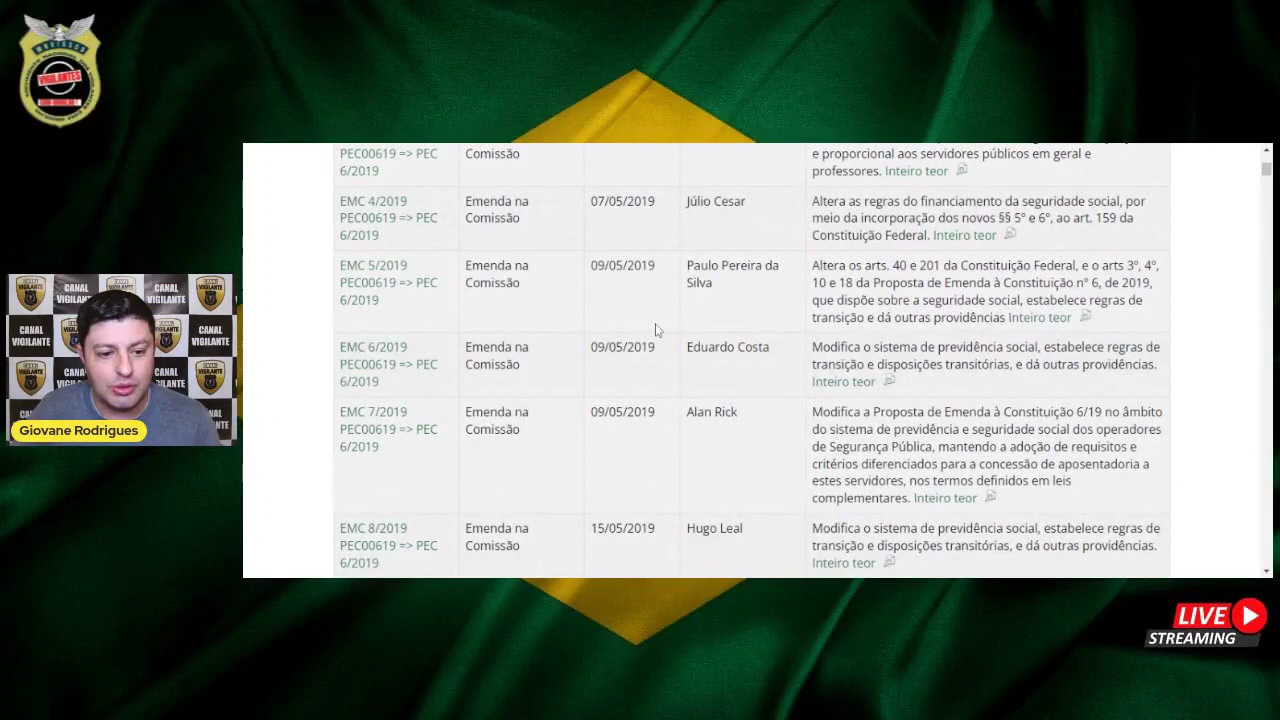 VIGILANTES
PEC00619 => PEC
6/2019
Comissão
e proporcional aos servidores públicos em geral e
professores. Inteiro teor
EMC 4/2019
PEC00619 => PEC
6/2019
Emenda na
Comissão
07/05/2019
Júlio Cesar
Altera as regras do financiamento da seguridade social, por
meio da incorporação dos novos §§ 5º e 6º, ao art. 159 da
Constituição Federal. Inteiro teor
EMC 5/2019
PEC00619 => PEC
6/2019
Emenda na
Comissão
09/05/2019
Paulo Pereira da
Silva
Altera os arts. 40 e 201 da Constituição Federal, e o arts 3º, 4º,
10 e 18 da Proposta de Emenda à Constituição nº 6, de 2019,
que dispõe sobre a seguridade social, estabelece regras de
transição e dá outras providências Inteiro teor
EMC 6/2019
PEC00619 => PEC
6/2019
Emenda na
Comissão
09/05/2019
Eduardo Costa
Modifica o sistema de previdência social, estabelece regras de
transição e disposições transitórias, e dá outras providências.
Inteiro teor
EMC 7/2019
PEC00619 => PEC
6/2019
Emenda na
Comissão
09/05/2019
Alan Rick
Modifica a Proposta de Emenda à Constituição 6/19 no âmbito
do sistema de previdência e seguridade social dos operadores
de Segurança Pública, mantendo a adoção de requisitos e
critérios diferenciados para a concessão de aposentadoria a
estes servidores, nos termos definidos em leis
complementares. Inteiro teor
EMC 8/2019
PEC00619 => PEC
6/2019
Emenda na
Comissão
15/05/2019
Hugo Leal
Modifica o sistema de previdência social, estabelece regras de
transição e disposições transitórias, e dá outras providências.
Inteiro teor
CANAL
VIGILANTE
CANAL
VIGILANTE
CANAL
VIGILANTE
CANAL
VIGILANTE
Giovane Rodrigues
LIVE
STREAMING